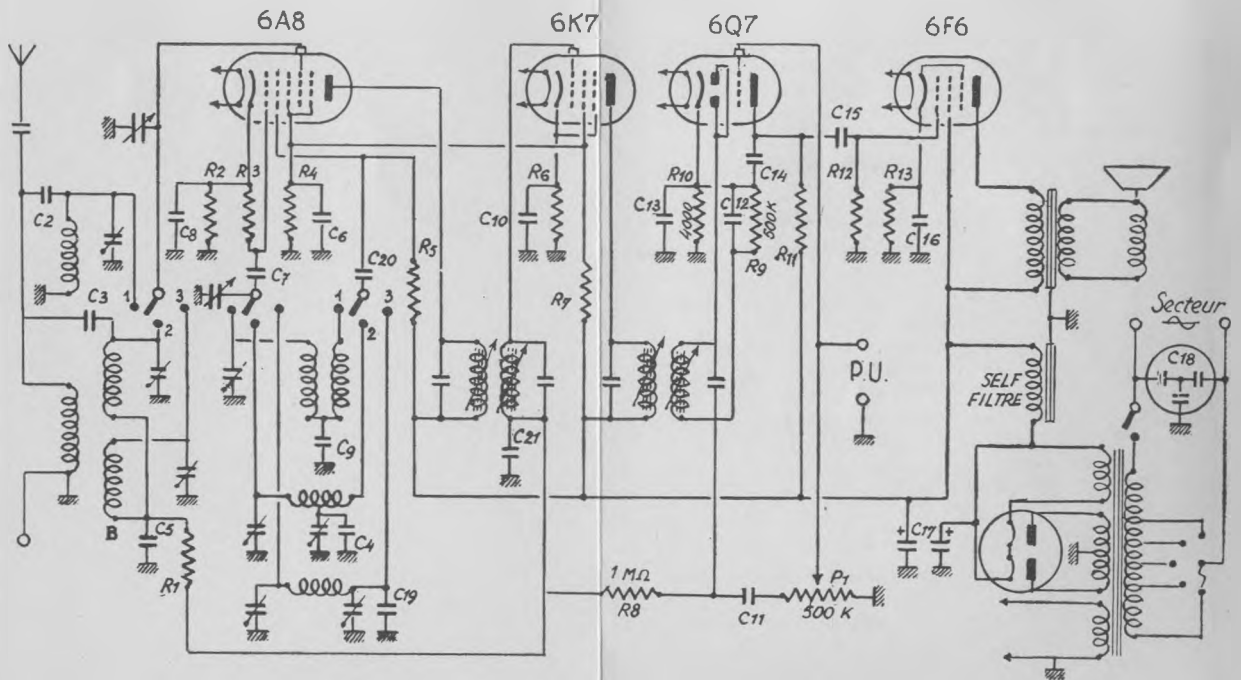 6A8
6K7
6Q7
6F6
C2
C3
1
2
3
B
C5
R1
C8
R2
R3
R4
C6
C7
C20
1
2
3
R5
C9
C4
C19
C10
R6
R7
C21
C13
R10
4000
C12
C14
500K
R9
R11
C15
R12
R13
C16
P.U.
1 MΩ
R8
C11
P1
500 K
SELF
FILTRE
Secteur
C18
+
C17
+